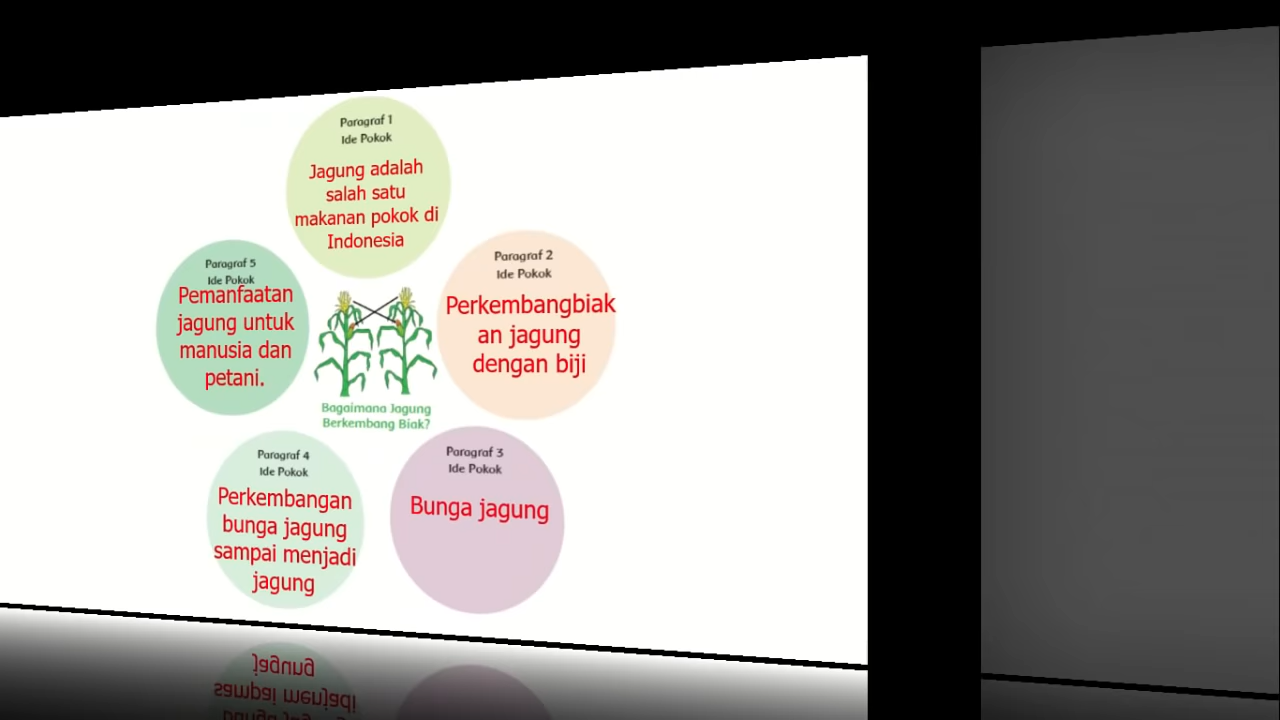 Paragraf 1
Ide Pokok
Jagung adalah
salah satu
makanan pokok di
Indonesia
Paragraf 2
Ide Pokok
Perkembangbiak
an jagung
dengan biji
Paragraf 3
Ide Pokok
Bunga jagung
Paragraf 4
Ide Pokok
Perkembangan
bunga jagung
sampai menjadi
jagung
Paragraf 5
Ide Pokok
Pemanfaatan
jagung untuk
manusia dan
petani.
Bagaimana Jagung
Berkembang Biak?